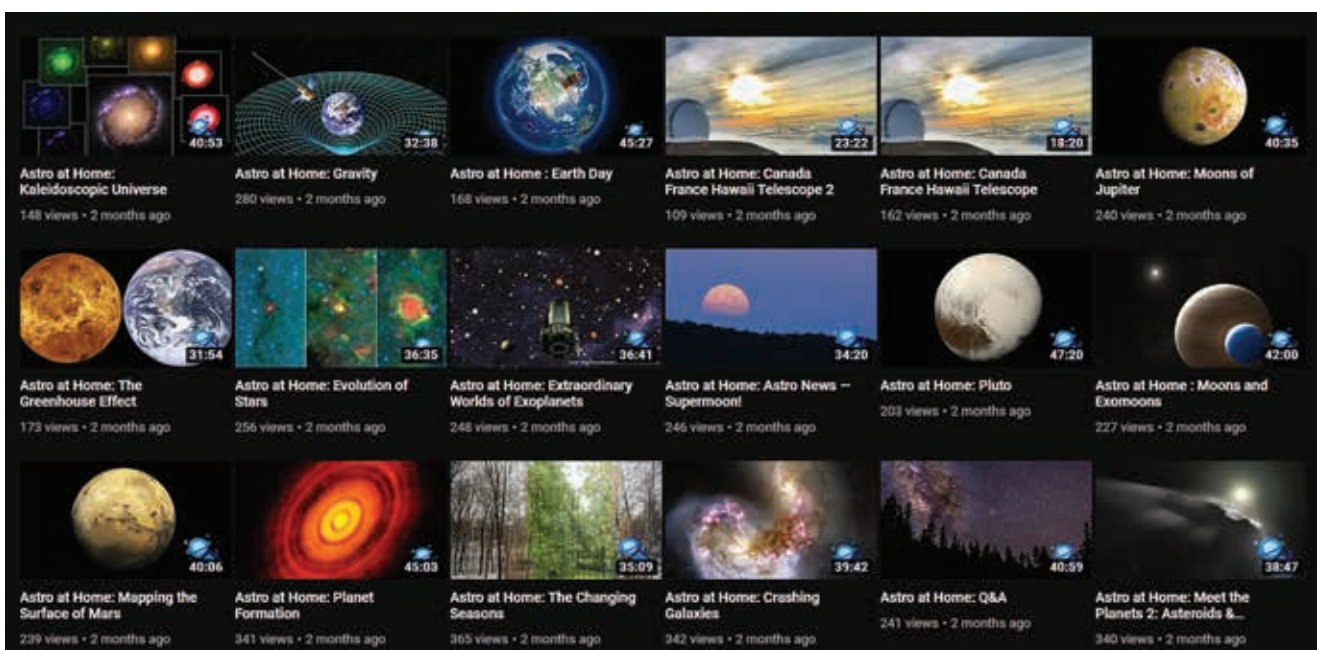 40:53
32:38
45:27
23:22
18:20
40:35
Astro at Home:
Kaleidoscopic Universe
148 views • 2 months ago
Astro at Home: Gravity
280 views • 2 months ago
Astro at Home : Earth Day
168 views • 2 months ago
Astro at Home: Canada
France Hawaii Telescope 2
109 views • 2 months ago
Astro at Home: Canada
France Hawaii Telescope
162 views • 2 months ago
Astro at Home: Moons of
Jupiter
240 views • 2 months ago
31:54
36:35
36:41
34:20
47:20
42:00
Astro at Home: The
Greenhouse Effect
173 views • 2 months ago
Astro at Home: Evolution of
Stars
256 views • 2 months ago
Astro at Home: Extraordinary
Worlds of Exoplanets
248 views • 2 months ago
Astro at Home: Astro News —
Supermoon!
246 views • 2 months ago
Astro at Home: Pluto
203 views • 2 months ago
Astro at Home : Moons and
Exomoons
227 views • 2 months ago
40:06
45:03
35:09
39:42
40:59
38:47
Astro at Home: Mapping the
Surface of Mars
239 views • 2 months ago
Astro at Home: Planet
Formation
341 views • 2 months ago
Astro at Home: The Changing
Seasons
365 views • 2 months ago
Astro at Home: Crashing
Galaxies
342 views • 2 months ago
Astro at Home: Q&A
241 views • 2 months ago
Astro at Home: Meet the
Planets 2: Asteroids &...
340 views • 2 months ago